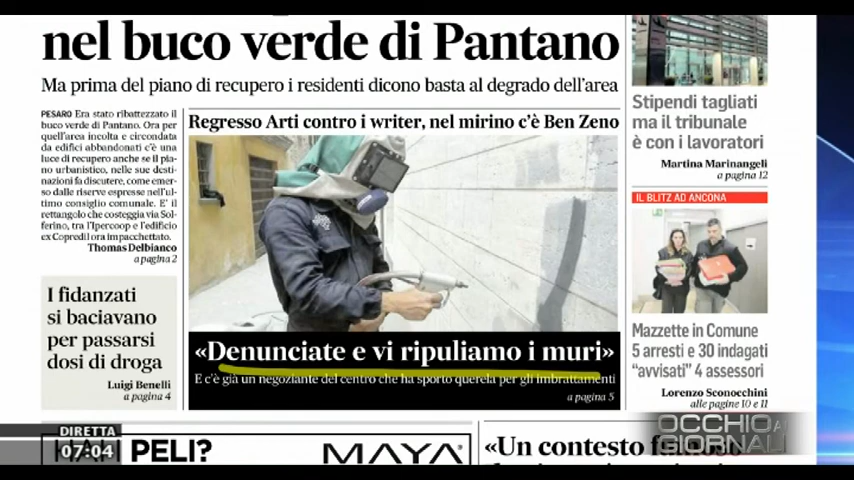 nel buco verde di Pantano
Ma prima del piano di recupero i residenti dicono basta al degrado dell'area
PESARO Era stato ribattezzato il
buco verde di Pantano. Ora per
quell'area incolta e circondata
da edifici abbandonati c'è una
luce di recupero anche se il pia-
no urbanistico, nelle sue desti-
nazioni fa discutere, come emer-
so dalle riserve espresse nell'ul-
timo consiglio comunale. E' il
rettangolo che costeggia via Sol-
ferino, tra l'Ipercoop e l'edificio
ex Copredil ora impacchettato.
Thomas Delbianco
a pagina 2
I fidanzati
si baciavano
per passarsi
dosi di droga
Luigi Benelli
a pagina 4
Regresso Arti contro i writer, nel mirino c'è Ben Zeno
«Denunciate e vi ripuliamo i muri»
E c'è già un negoziante del centro che ha sporto querela per gli imbrattamenti
a pagina 5
Stipendi tagliati
ma il tribunale
è con i lavoratori
Martina Marinangeli
a pagina 12
IL BLITZ AD ANCONA
Mazzette in Comune
5 arresti e 30 indagati
"avvisati" 4 assessori
Lorenzo Sconocchini
alle pagine 10 e 11
DIRETTA
07:04
PELI?
MAYA
«Un contesto
OCCHIO AI
GIORNALI